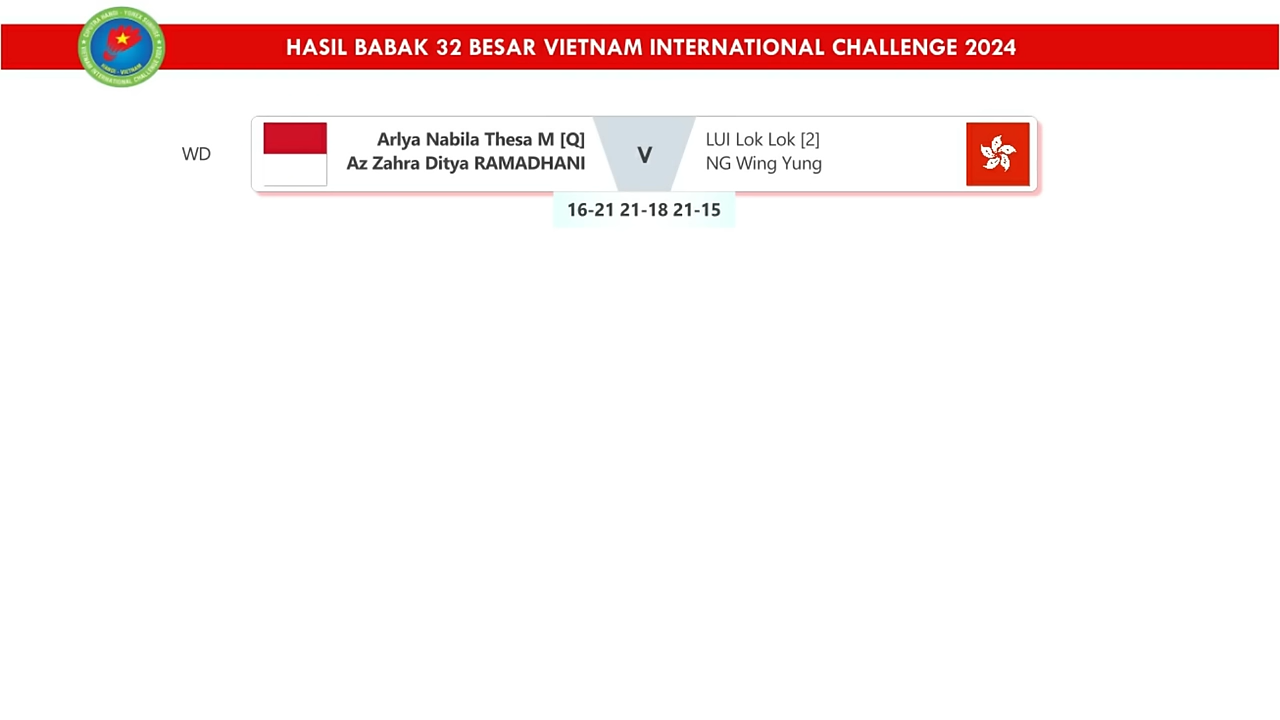 HASIL BABAK 32 BESAR VIETNAM INTERNATIONAL CHALLENGE 2024
WD
Arlya Nabila Thesa M [Q]
Az Zahra Ditya RAMADHANI
V
LUI Lok Lok [2]
NG Wing Yung
16-21 21-18 21-15